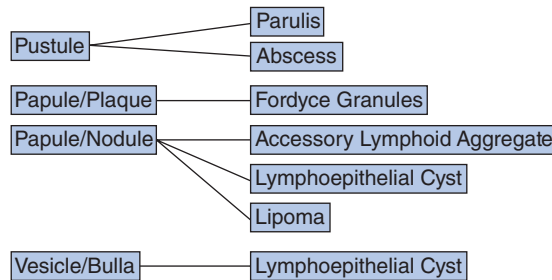 Pustule
Parulis
Abscess
Papule/Plaque
Fordyce Granules
Papule/Nodule
Accessory Lymphoid Aggregate
Lymphoepithelial Cyst
Lipoma
Vesicle/Bulla
Lymphoepithelial Cyst